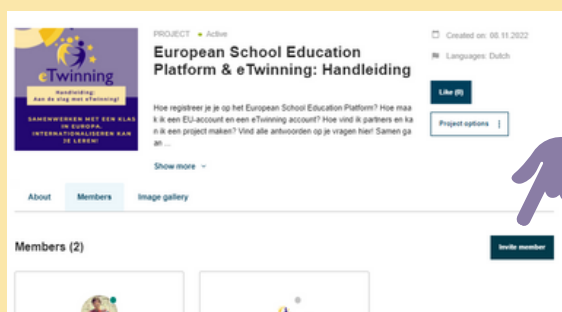 eTwinning
Handleiding:
Aan de slag met eTwinning!
SAMENWERKEN MET EEN KLAS
IN EUROPA.
INTERNATIONALISEREN KAN
JE LEREN!
PROJECT • Active
European School Education
Platform & eTwinning: Handleiding
Hoe registreer je je op het European School Education Platform? Hoe maa
k ik een EU-account en een eTwinning account? Hoe vind ik partners en ka
n ik een project maken? Vind alle antwoorden op je vragen hier! Samen ga
an ...
Show more
Created on: 08.11.2022
Languages: Dutch
Like (0)
Project options
About
Members
Image gallery
Members (2)
Invite member